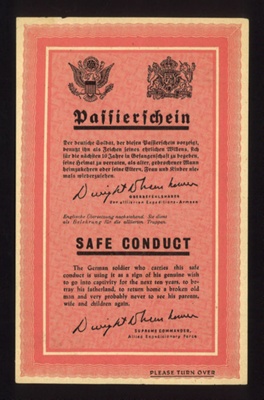 Passierschein
Der deutsche Soldat, der diesen Passierschein vorzeigt,
benutzt ihn als Zeichen seines ehrlichen Willens, sich
für die nächsten 10 Jahre in Gefangenschaft zu begeben,
seine Heimat zu verraten, als alter, gebrochener Mann
heimzukehren und seine Eltern, Frau und Kinder nie-
mals wiederzusehen.
Dwight D Eisenhower
OBERBEFEHLSHABER
der alliierten Expeditions-Armeen
Englische Übersetzung nachstehend. Sie dient
als Belehrung für die alliierten Truppen.
SAFE CONDUCT
The German soldier who carries this safe
conduct is using it as a sign of his genuine wish
to go into captivity for the next ten years, to be-
tray his fatherland, to return home a broken old
man and very probably never to see his parents,
wife and children again.
Dwight D Eisenhower
SUPREME COMMANDER,
Allied Expeditionary Force
PLEASE TURN OVER